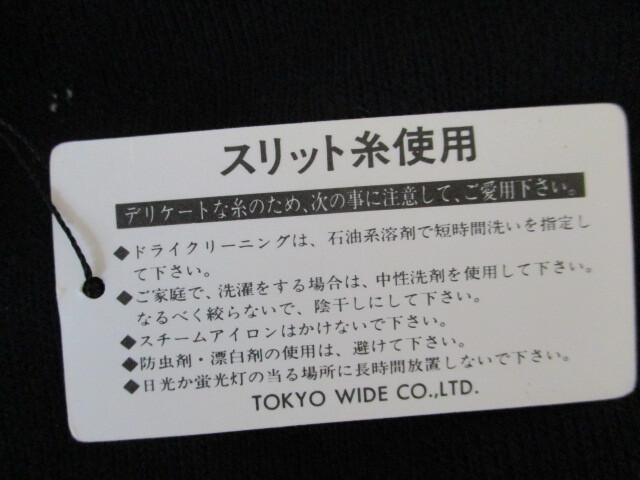 スリット糸使用
デリケートな糸のため、次の事に注意して、ご愛用下さい。
◆ドライクリーニングは、石油系溶剤で短時間洗いを指定し
て下さい。
◆ご家庭で、洗濯をする場合は、中性洗剤を使用して下さい。
なるべく絞らないで、陰干しにして下さい。
◆スチームアイロンはかけないで下さい。
◆防虫剤・漂白剤の使用は、避けて下さい。
◆日光か蛍光灯の当る場所に長時間放置しないで下さい。
TOKYO WIDE CO.,LTD.